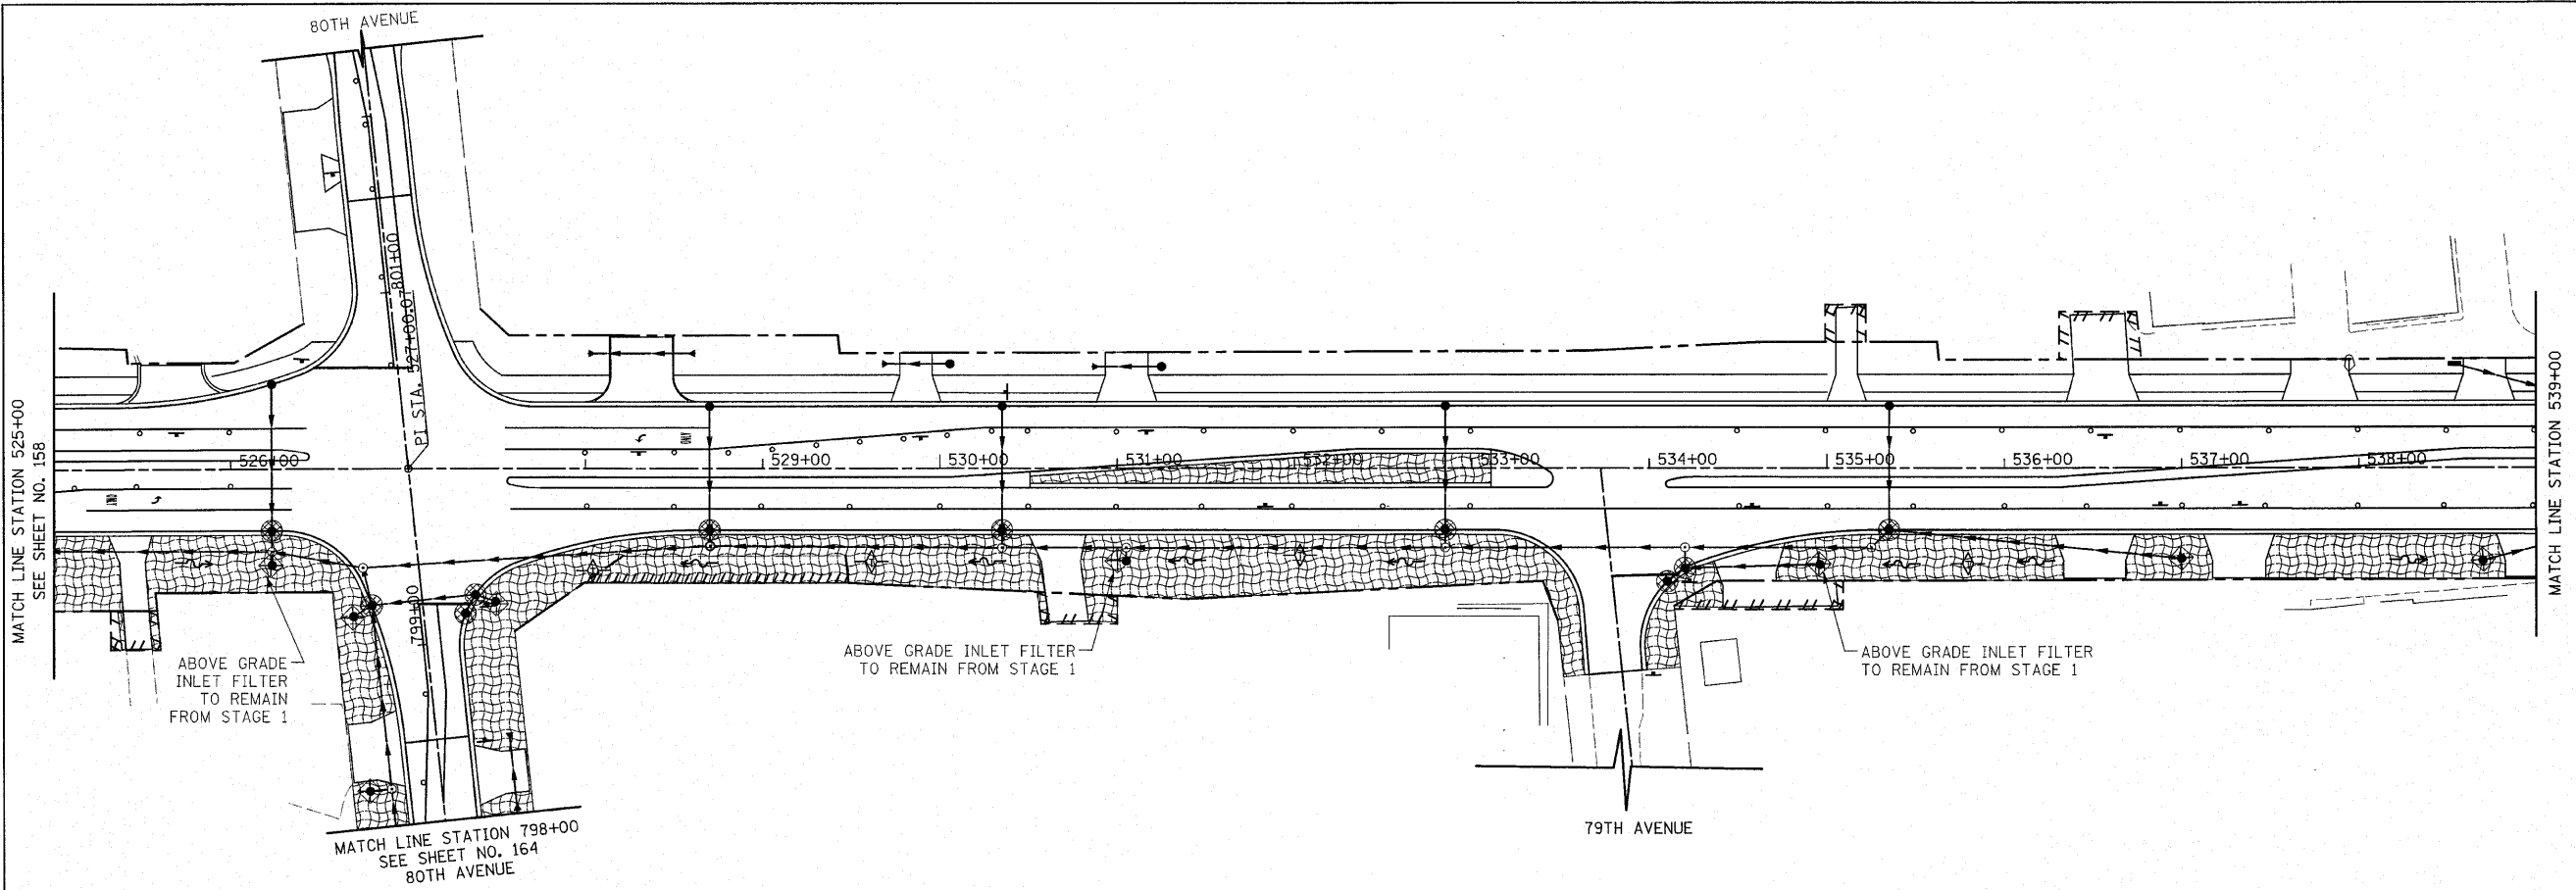 80TH AVENUE
801+00
PI STA. 527+00.01
MATCH LINE STATION 525+00
SEE SHEET NO. 158
526+00
ONLY
529+00
530+00
531+00
532+00
533+00
534+00
535+00
536+00
537+00
538+00
ONLY
MATCH LINE STATION 539+00
799+00
ABOVE GRADE
INLET FILTER
TO REMAIN
FROM STAGE 1
ABOVE GRADE INLET FILTER
TO REMAIN FROM STAGE 1
ABOVE GRADE INLET FILTER
TO REMAIN FROM STAGE 1
79TH AVENUE
MATCH LINE STATION 798+00
SEE SHEET NO. 164
80TH AVENUE